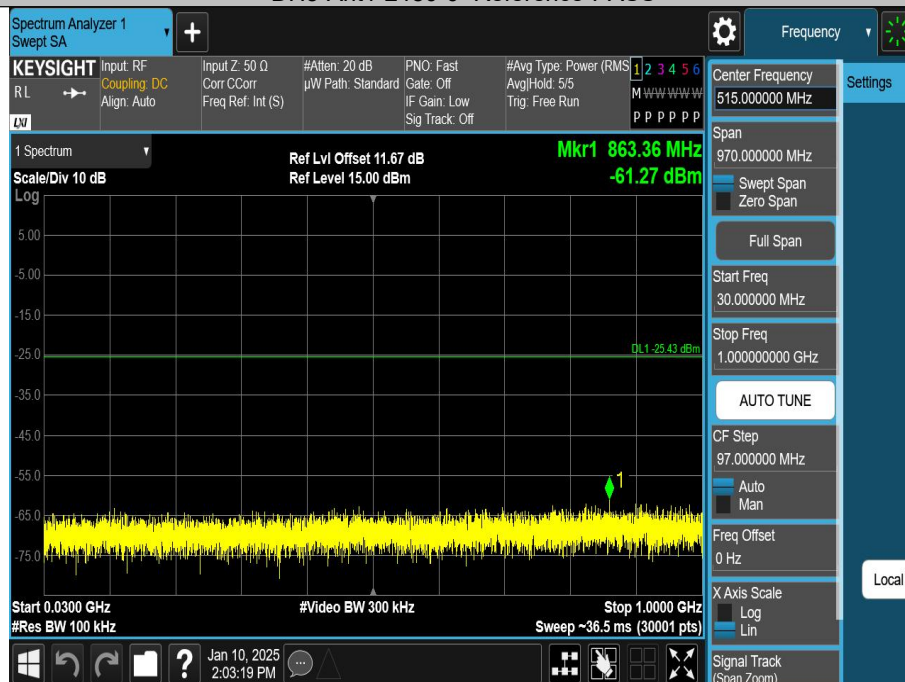 Spectrum Analyzer 1
Swept SA
+
Frequency
KEYSIGHT
RL
LXI
Input: RF
Coupling: DC
Align: Auto
Input Z: 50 Ω
Corr CCorr
Freq Ref: Int (S)
#Atten: 20 dB
µW Path: Standard
PNO: Fast
Gate: Off
IF Gain: Low
Sig Track: Off
#Avg Type: Power (RMS
Avg|Hold: 5/5
Trig: Free Run
1 2 3 4 5 6
M W W W W W
P P P P P P
1 Spectrum
Scale/Div 10 dB
Ref Lvl Offset 11.67 dB
Ref Level 15.00 dBm
Mkr1 863.36 MHz
-61.27 dBm
Log
5.00
-5.00
-15.0
-25.0
DL1 -25.43 dBm
-35.0
-45.0
-55.0
1
-65.0
-75.0
Start 0.0300 GHz
#Res BW 100 kHz
#Video BW 300 kHz
Stop 1.0000 GHz
Sweep ~36.5 ms (30001 pts)
?
Jan 10, 2025
2:03:19 PM
Center Frequency
515.000000 MHz
Span
970.000000 MHz
Swept Span
Zero Span
Full Span
Start Freq
30.000000 MHz
Stop Freq
1.000000000 GHz
AUTO TUNE
CF Step
97.000000 MHz
Auto
Man
Freq Offset
0 Hz
X Axis Scale
Log
Lin
Signal Track
(Span Zoom)
Settings
Local